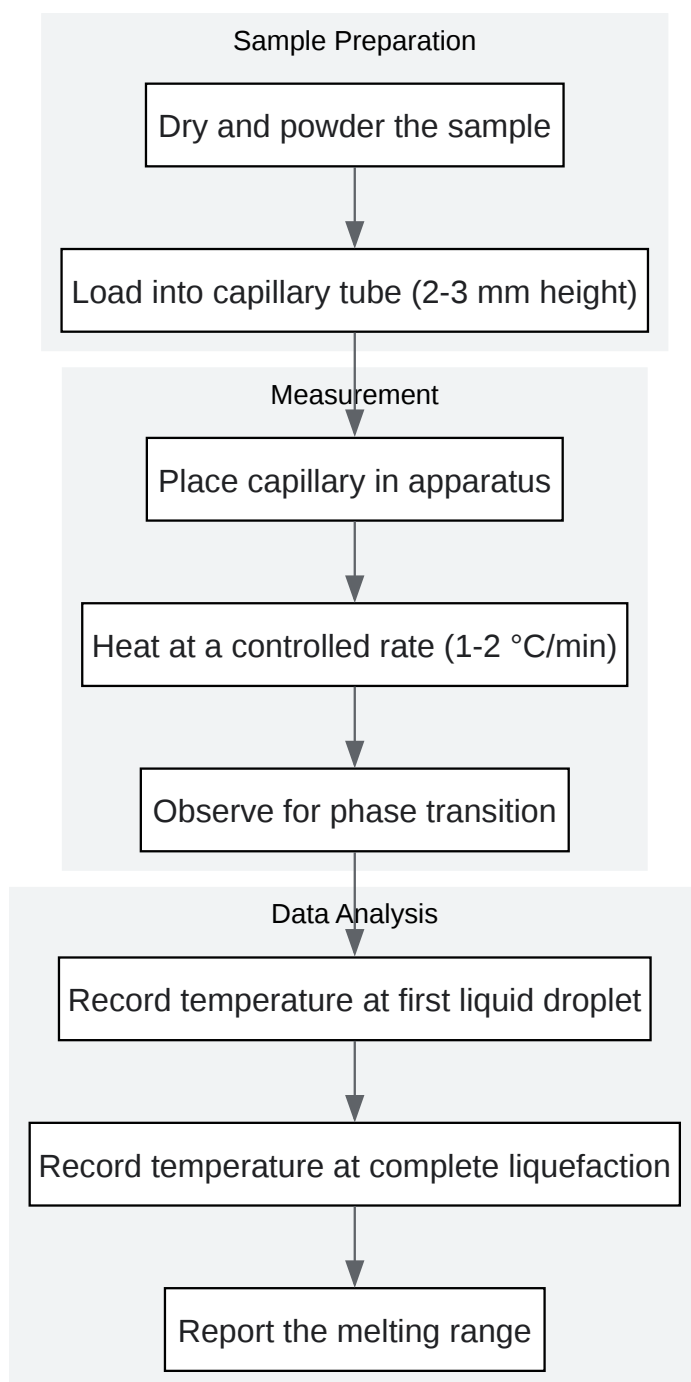 Sample Preparation
Dry and powder the sample
Load into capillary tube (2-3 mm height)
Measurement
Place capillary in apparatus
Heat at a controlled rate (1-2 °C/min)
Observe for phase transition
Data Analysis
Record temperature at first liquid droplet
Record temperature at complete liquefaction
Report the melting range